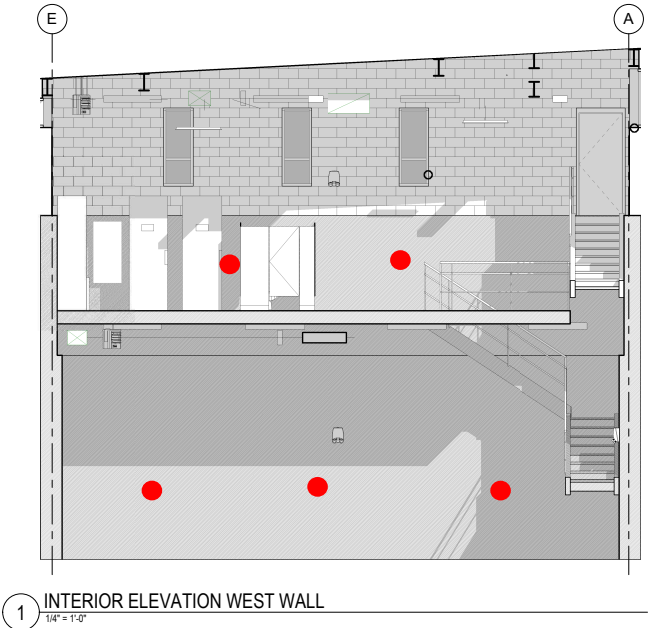 E
A
1
INTERIOR ELEVATION WEST WALL
1/4" = 1'-0"